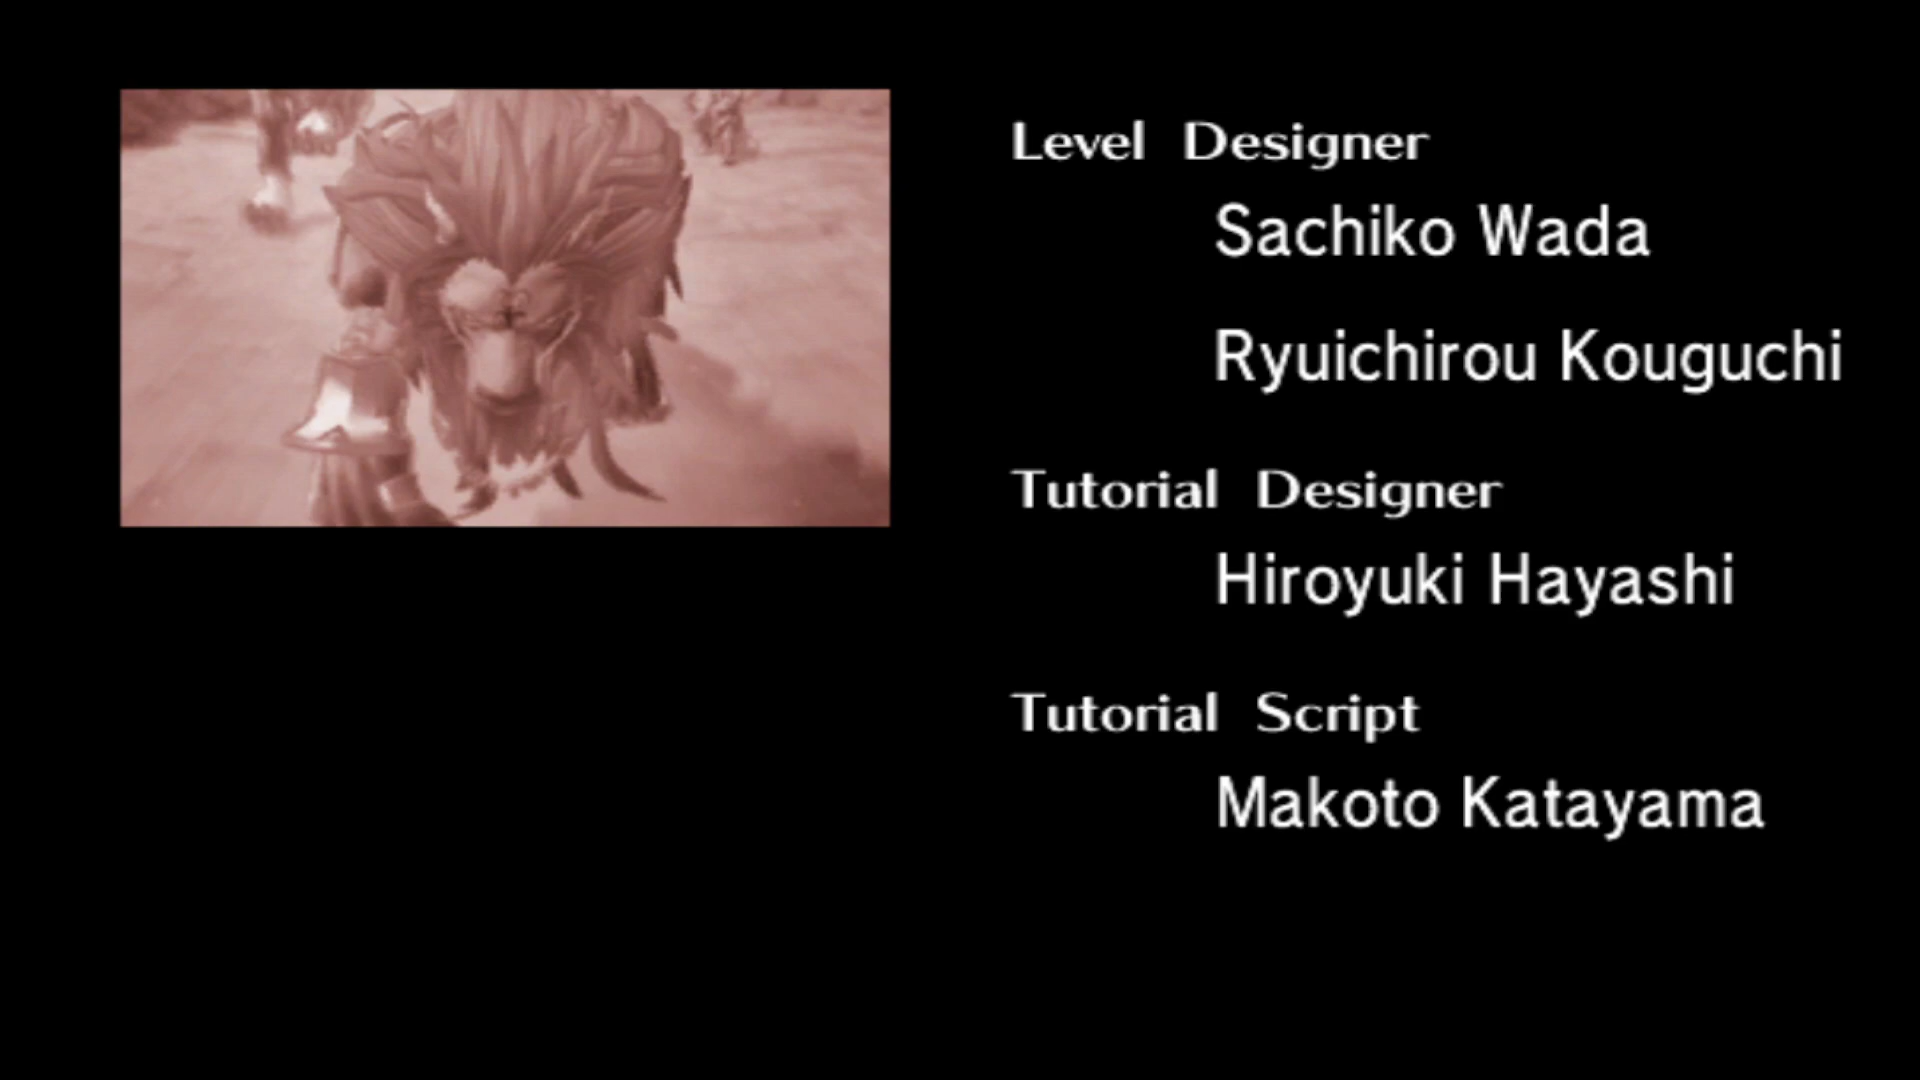 Level Designer
Sachiko Wada
Ryuichirou Kouguchi
Tutorial Designer
Hiroyuki Hayashi
Tutorial Script
Makoto Katayama